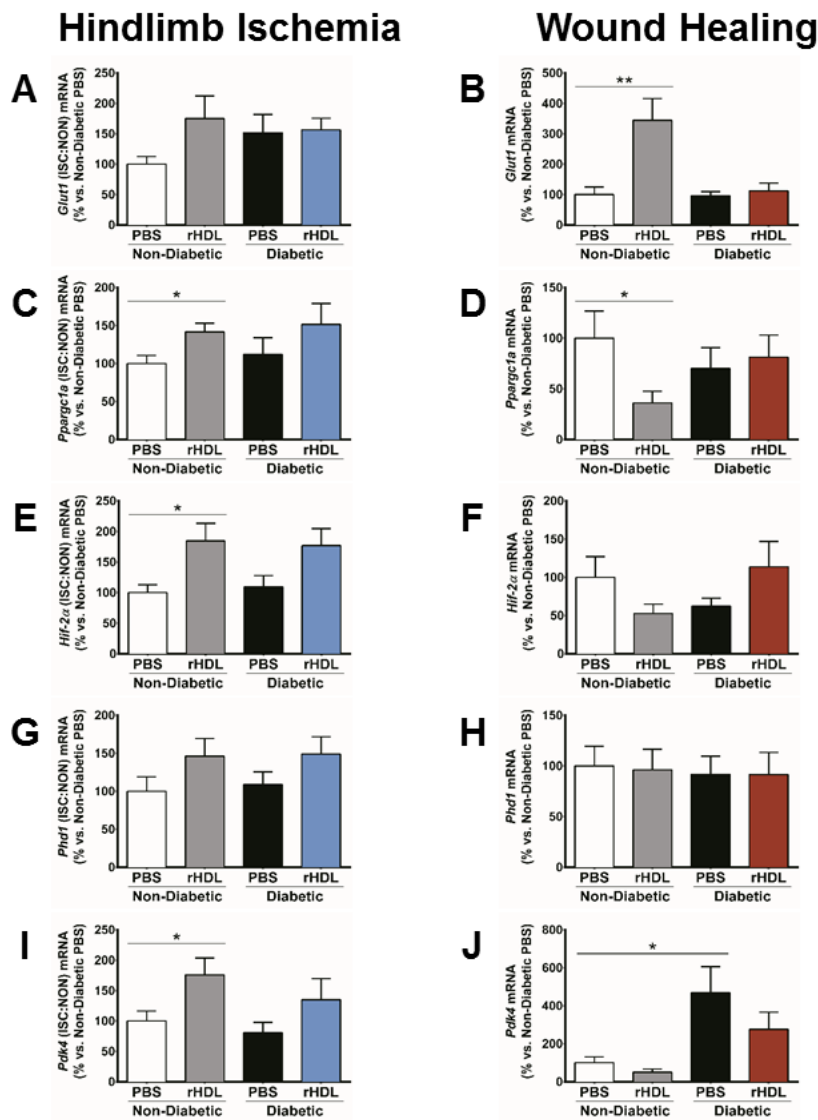 Hindlimb Ischemia
Wound Healing
A
Glut1 (ISC:NON) mRNA
(% vs. Non-Diabetic PBS)
250
200
150
100
50
0
PBS rHDL PBS rHDL
Non-Diabetic Diabetic
B
Glut1 mRNA
(% vs. Non-Diabetic PBS)
500
400
300
200
100
0
**
PBS rHDL PBS rHDL
Non-Diabetic Diabetic
C
Ppargc1a (ISC:NON) mRNA
(% vs. Non-Diabetic PBS)
200
150
100
50
0
*
PBS rHDL PBS rHDL
Non-Diabetic Diabetic
D
Ppargc1a mRNA
(% vs. Non-Diabetic PBS)
150
100
50
0
*
PBS rHDL PBS rHDL
Non-Diabetic Diabetic
E
Hif-2α (ISC:NON) mRNA
(% vs. Non-Diabetic PBS)
250
200
150
100
50
0
*
PBS rHDL PBS rHDL
Non-Diabetic Diabetic
F
Hif-2α mRNA
(% vs. Non-Diabetic PBS)
200
150
100
50
0
PBS rHDL PBS rHDL
Non-Diabetic Diabetic
G
Phd1 (ISC:NON) mRNA
(% vs. Non-Diabetic PBS)
200
150
100
50
0
PBS rHDL PBS rHDL
Non-Diabetic Diabetic
H
Phd1 mRNA
(% vs. Non-Diabetic PBS)
150
100
50
0
PBS rHDL PBS rHDL
Non-Diabetic Diabetic
I
Pdk4 (ISC:NON) mRNA
(% vs. Non-Diabetic PBS)
250
200
150
100
50
0
*
PBS rHDL PBS rHDL
Non-Diabetic Diabetic
J
Pdk4 mRNA
(% vs. Non-Diabetic PBS)
800
600
400
200
0
*
PBS rHDL PBS rHDL
Non-Diabetic Diabetic